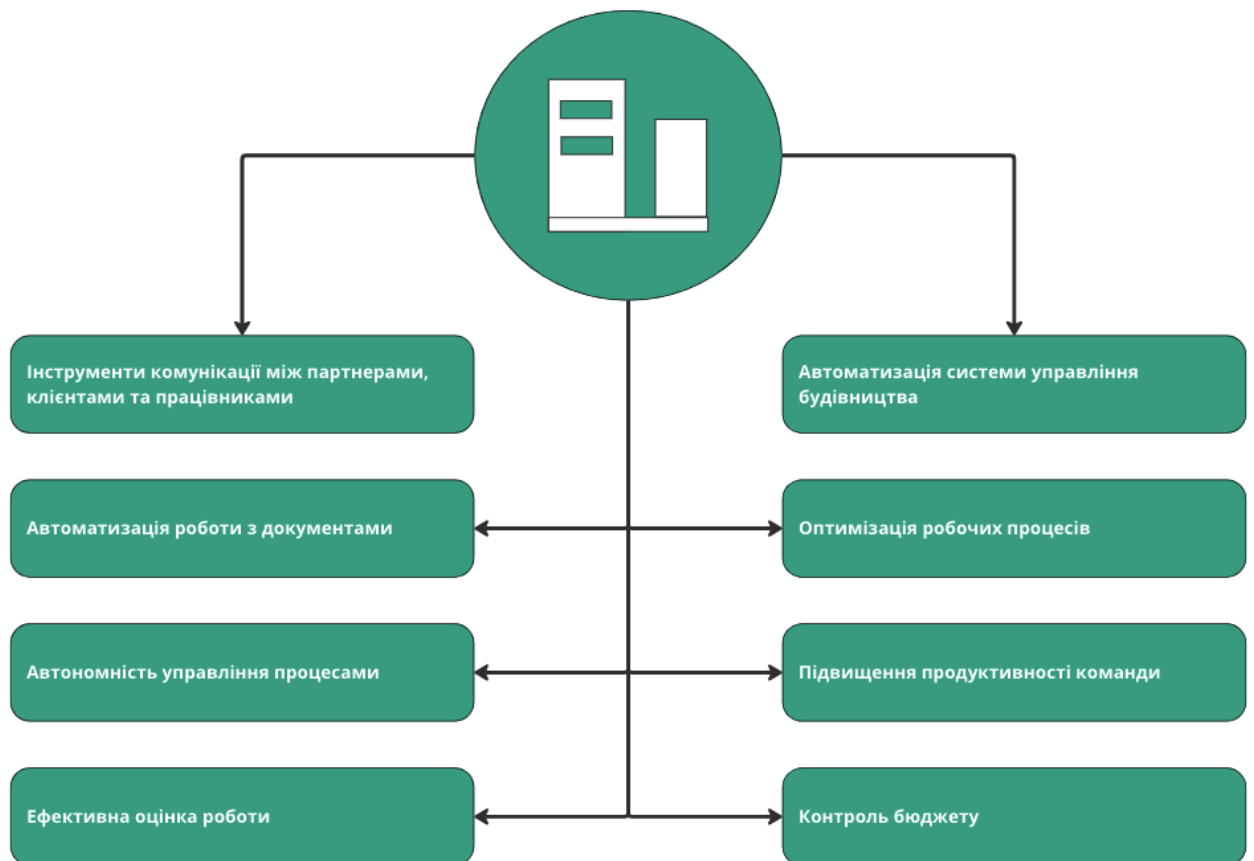 Інструменти комунікації між партнерами,
клієнтами та працівниками
Автоматизація системи управління
будівництва
Автоматизація роботи з документами
Оптимізація робочих процесів
Автономність управління процесами
Підвищення продуктивності команди
Ефективна оцінка роботи
Контроль бюджету